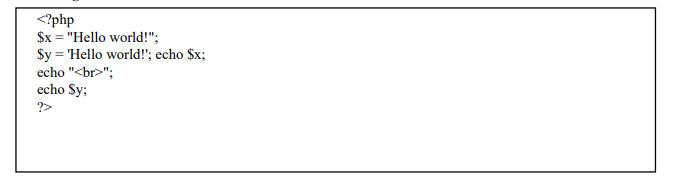 <?php
$x = "Hello world!";
$y = 'Hello world!'; echo $x;
echo "<br>";
echo $y;
?>